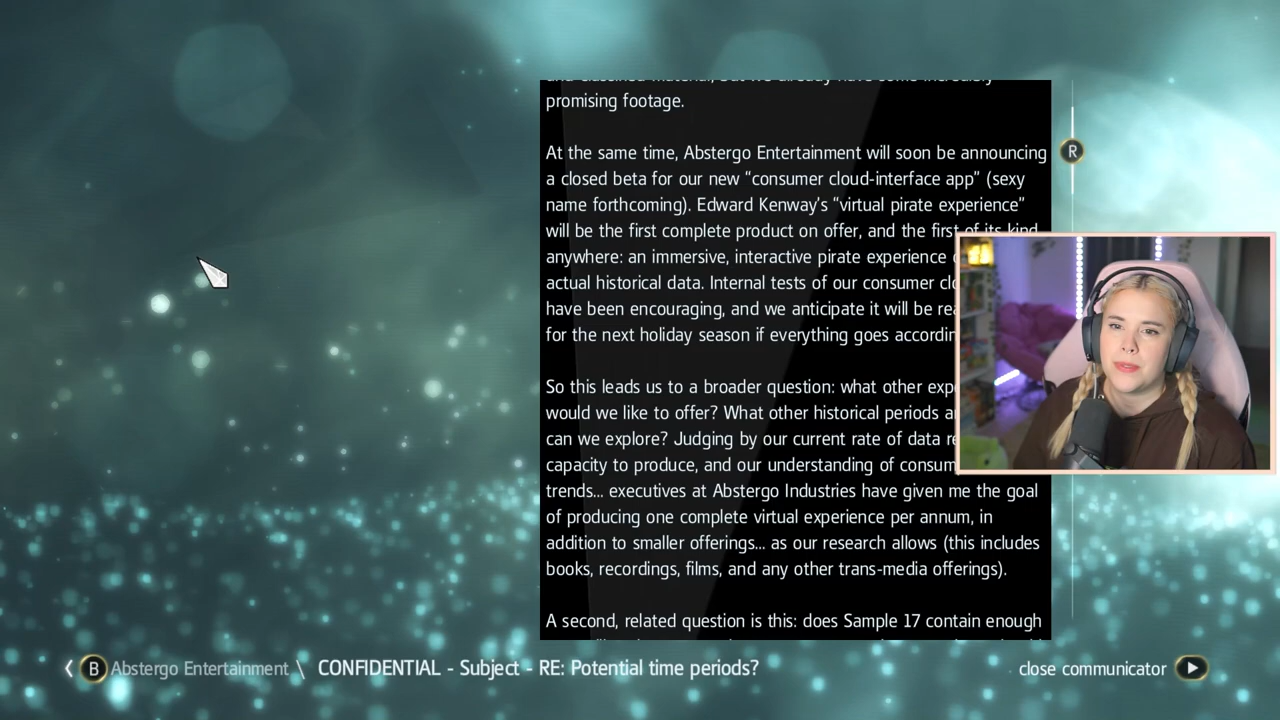 promising footage.
At the same time, Abstergo Entertainment will soon be announcing
a closed beta for our new “consumer cloud-interface app” (sexy
name forthcoming). Edward Kenway’s “virtual pirate experience”
will be the first complete product on offer, and the first of its kind
anywhere: an immersive, interactive pirate experience
actual historical data. Internal tests of our consumer
have been encouraging, and we anticipate it will be
for the next holiday season if everything goes
So this leads us to a broader question: what other
would we like to offer? What other historical periods
can we explore? Judging by our current rate of data
capacity to produce, and our understanding of
trends... executives at Abstergo Industries have given me the goal
of producing one complete virtual experience per annum, in
addition to smaller offerings... as our research allows (this includes
books, recordings, films, and any other trans-media offerings).
A second, related question is this: does Sample 17 contain enough
R
B Abstergo Entertainment \ CONFIDENTIAL - Subject - RE: Potential time periods?
close communicator